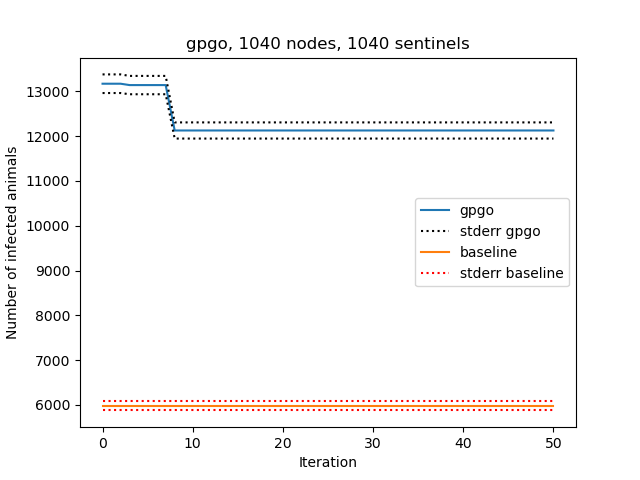 gpgo, 1040 nodes, 1040 sentinels
Number of infected animals
13000
12000
11000
10000
9000
8000
7000
6000
gpgo
stderr gpgo
baseline
stderr baseline
0 10 20 30 40 50
Iteration